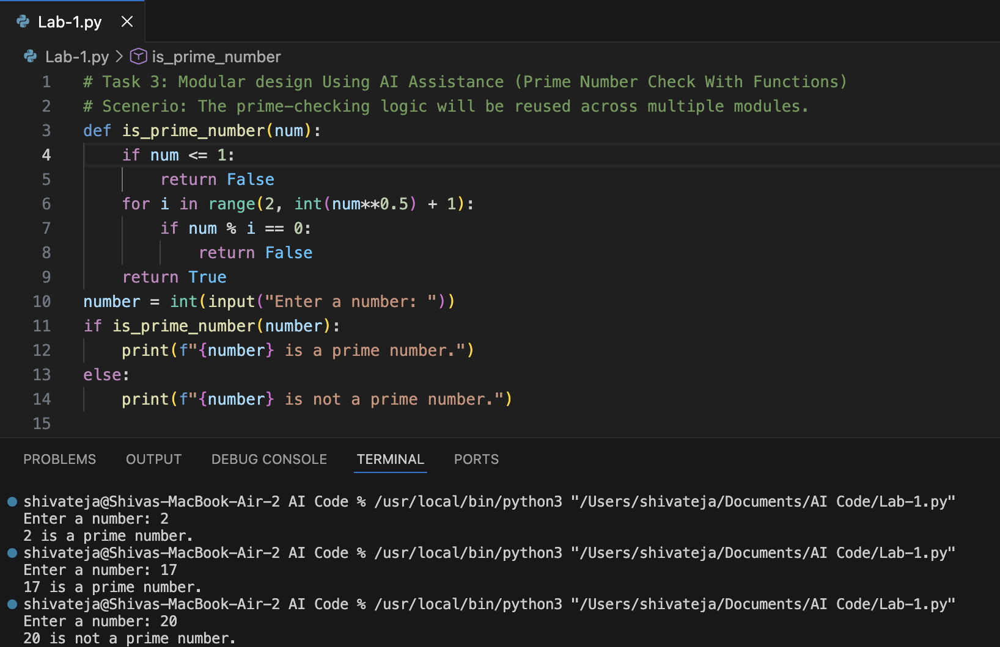 Lab-1.py
Lab-1.py > is_prime_number
1 # Task 3: Modular design Using AI Assistance (Prime Number Check With Functions)
2 # Scenerio: The prime-checking logic will be reused across multiple modules.
3 def is_prime_number(num):
4     if num <= 1:
5         return False
6     for i in range(2, int(num**0.5) + 1):
7         if num % i == 0:
8             return False
9     return True
10 number = int(input("Enter a number: "))
11 if is_prime_number(number):
12     print(f"{number} is a prime number.")
13 else:
14     print(f"{number} is not a prime number.")
15
PROBLEMS OUTPUT DEBUG CONSOLE TERMINAL PORTS
shivateja@Shivas-MacBook-Air-2 AI Code % /usr/local/bin/python3 "/Users/shivateja/Documents/AI Code/Lab-1.py"
Enter a number: 2
2 is a prime number.
shivateja@Shivas-MacBook-Air-2 AI Code % /usr/local/bin/python3 "/Users/shivateja/Documents/AI Code/Lab-1.py"
Enter a number: 17
17 is a prime number.
shivateja@Shivas-MacBook-Air-2 AI Code % /usr/local/bin/python3 "/Users/shivateja/Documents/AI Code/Lab-1.py"
Enter a number: 20
20 is not a prime number.